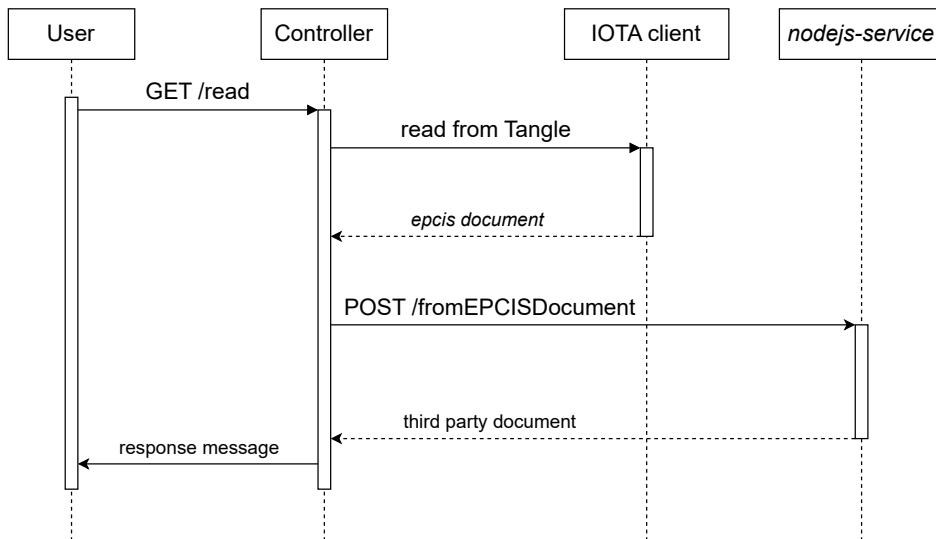 User
Controller
IOTA client
nodejs-service
GET /read
read from Tangle
epcis document
POST /fromEPCISDocument
third party document
response message